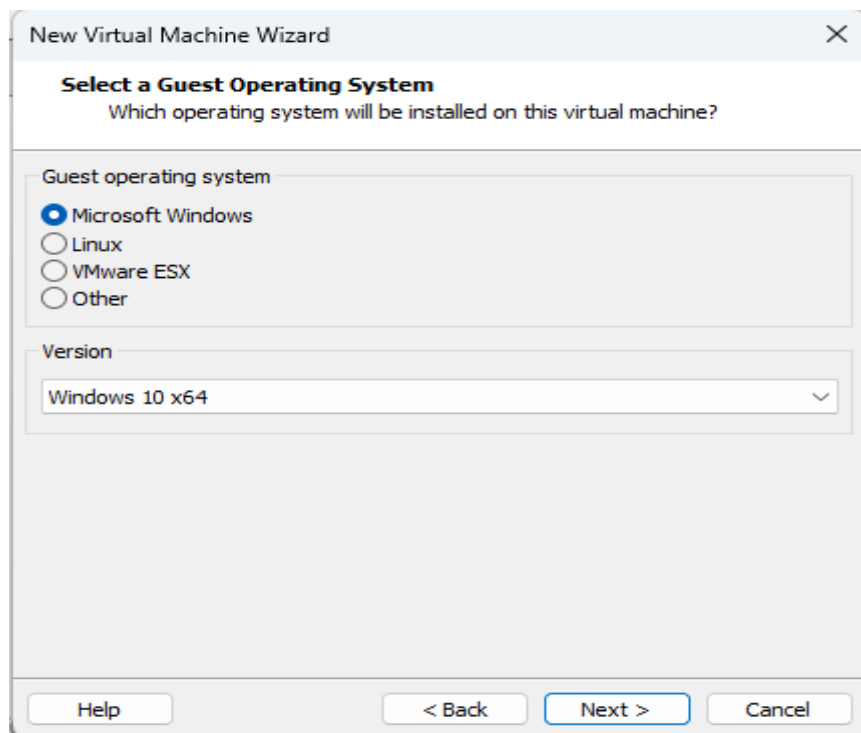 New Virtual Machine Wizard
Select a Guest Operating System
Which operating system will be installed on this virtual machine?
Guest operating system
Microsoft Windows
Linux
VMware ESX
Other
Version
Windows 10 x64
Help
< Back
Next >
Cancel